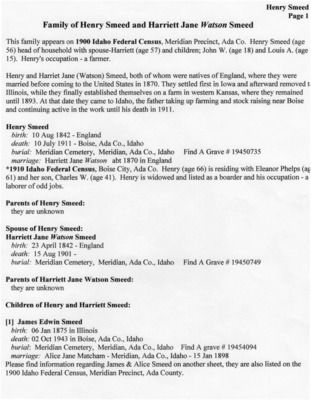 Henry Smeed
Page 1
Family of Henry Smeed and Harriett Jane Watson Smeed
This family appears on 1900 Idaho Federal Census, Meridian Precinct, Ada Co. Henry Smeed (age
56) head of household with spouse-Harriett (age 57) and children; John W. (age 18) and Louis A. (age
15). Henry's occupation - a farmer.
Henry and Harriet Jane (Watson) Smeed, both of whom were natives of England, where they were
married before coming to the United States in 1870. They settled first in Iowa and afterward removed t
Illinois, while they finally established themselves on a farm in western Kansas, where they remained
until 1893. At that date they came to Idaho, the father taking up farming and stock raising near Boise
and continuing active in the work until his death in 1911.
Henry Smeed
birth: 10 Aug 1842 - England
death: 10 July 1911 - Boise, Ada Co., Idaho
burial: Meridian Cemetery, Meridian, Ada Co., Idaho Find A Grave # 19450735
marriage: Harriett Jane Watson abt 1870 in England
*1910 Idaho Federal Census, Boise City, Ada Co. Henry (age 66) is residing with Eleanor Phelps (ag
61) and her son, Charles W. (age 41). Henry is widowed and listed as a boarder and his occupation - a
laborer of odd jobs.
Parents of Henry Smeed:
they are unknown
Spouse of Henry Smeed:
Harriett Jane Watson Smeed
birth: 23 April 1842 - England
death: 15 Aug 1901 -
burial: Meridian Cemetery, Meridian, Ada Co., Idaho Find A Grave # 19450749
Parents of Harriett Jane Watson Smeed:
they are unknown
Children of Henry and Harriett Smeed:
[1] James Edwin Smeed
birth: 06 Jan 1875 in Illinois
death: 02 Oct 1943 in Boise, Ada Co., Idaho
burial: Meridian Cemetery, Meridian, Ada Co., Idaho Find A grave # 19454094
marriage: Alice Jane Matcham - Meridian, Ada Co., Idaho - 15 Jan 1898
Please find information regarding James & Alice Smeed on another sheet, they are also listed on the
1900 Idaho Federal Census, Meridian Precinct, Ada County.